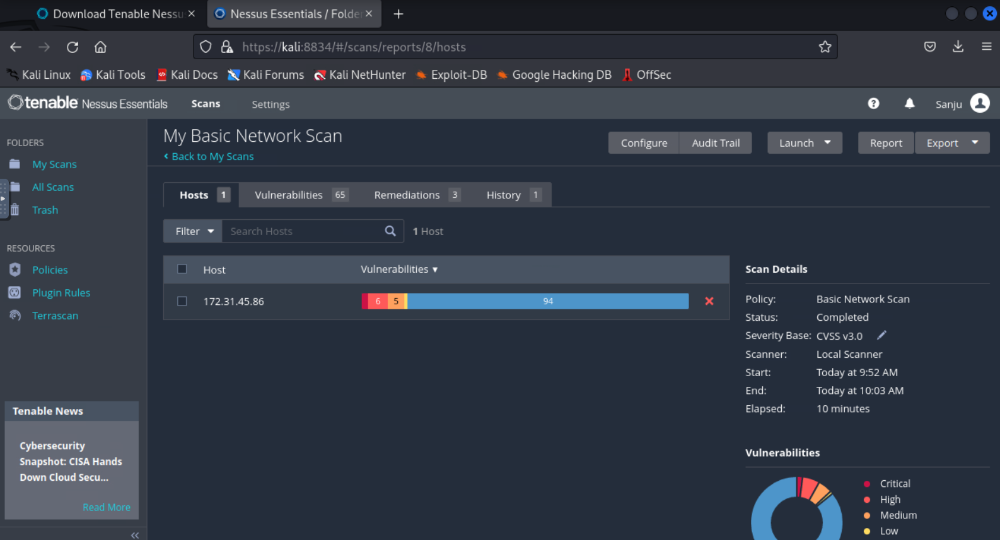 Download Tenable Nessu
Nessus Essentials / Folde
https://kali:8834/#/scans/reports/8/hosts
Kali Linux Kali Tools Kali Docs Kali Forums Kali NetHunter Exploit-DB Google Hacking DB OffSec
tenable Nessus Essentials Scans Settings Sanju
FOLDERS
My Scans
All Scans
Trash
RESOURCES
Policies
Plugin Rules
Terrascan
Tenable News
Cybersecurity
Snapshot: CISA Hands
Down Cloud Secu...
Read More
My Basic Network Scan
Back to My Scans
Configure Audit Trail Launch Report Export
Hosts 1 Vulnerabilities 65 Remediations 3 History 1
Filter Search Hosts 1 Host
Host Vulnerabilities
172.31.45.86 6 5 94
Scan Details
Policy: Basic Network Scan
Status: Completed
Severity Base: CVSS v3.0
Scanner: Local Scanner
Start: Today at 9:52 AM
End: Today at 10:03 AM
Elapsed: 10 minutes
Vulnerabilities
Critical
High
Medium
Low